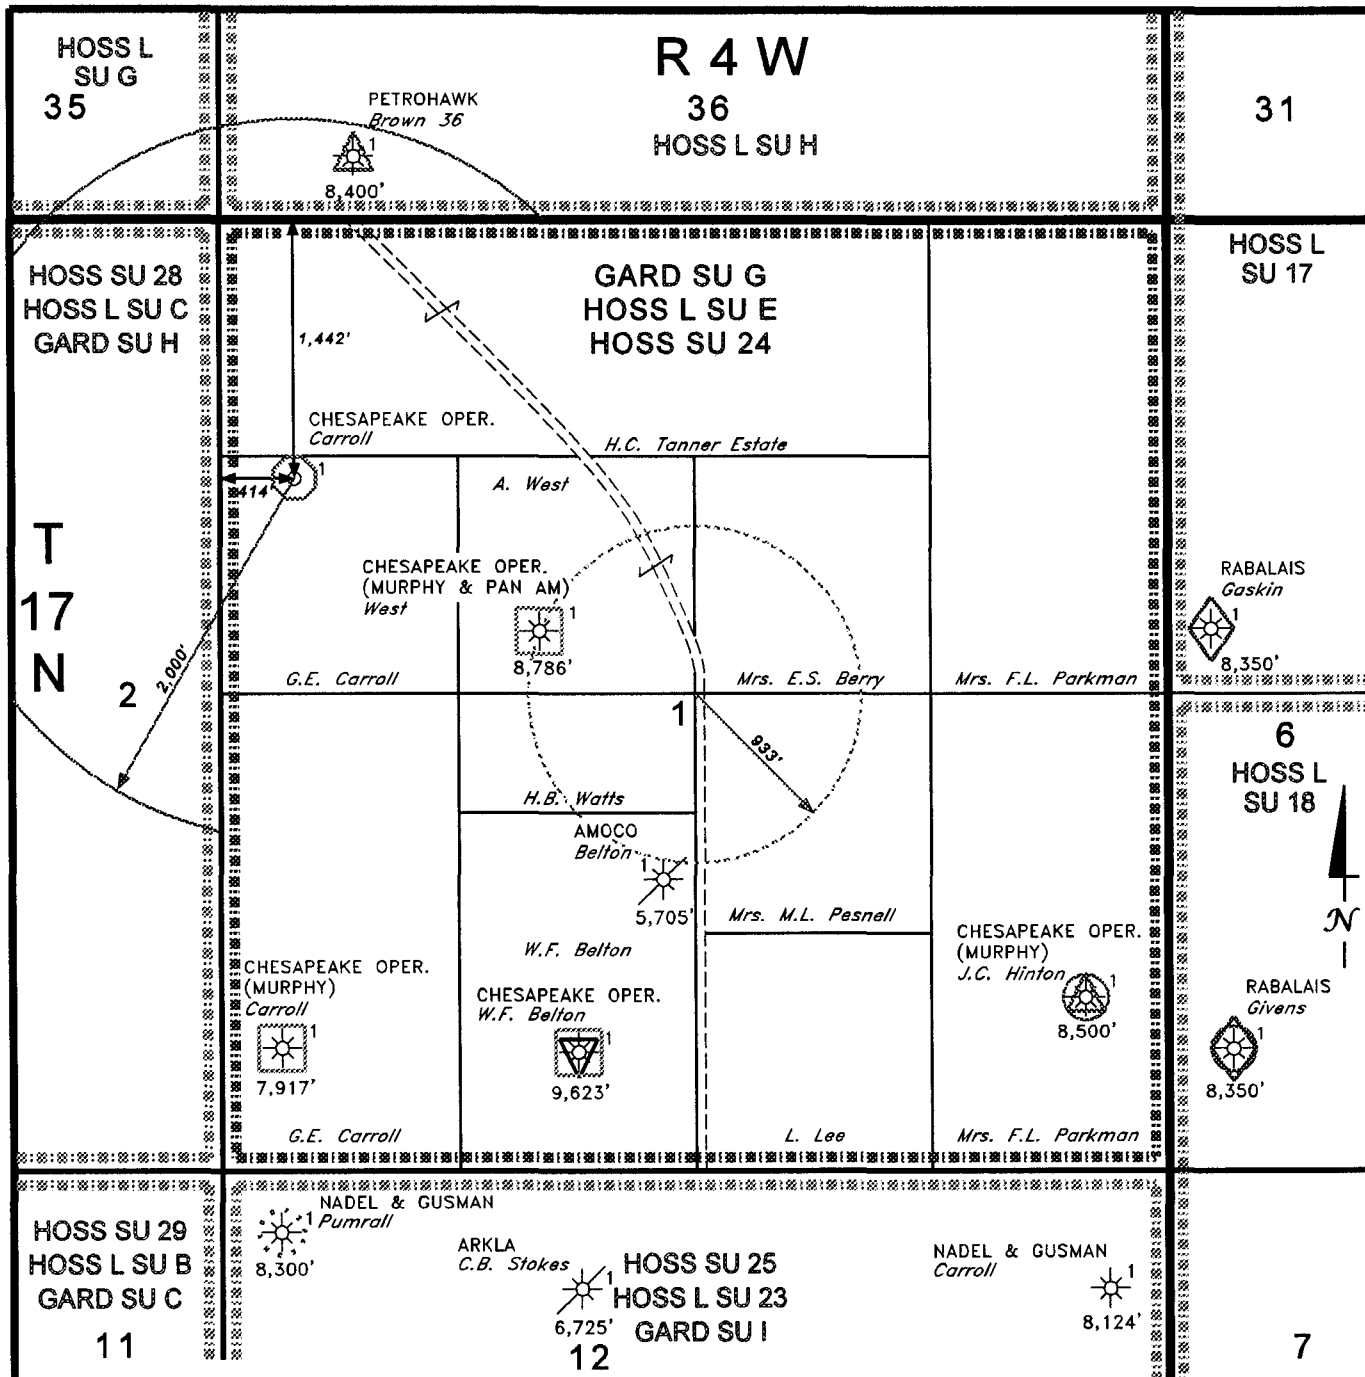 HOSS L
SU G
35
R 4 W
36
HOSS L SU H
31
PETROHAWK
Brown 36
1
8,400'
HOSS SU 28
HOSS L SU C
GARD SU H
GARD SU G
HOSS L SU E
HOSS SU 24
HOSS L
SU 17
1,442'
CHESAPEAKE OPER.
Carroll
1
414'
H.C. Tanner Estate
A. West
T
17
N
2
2,000'
CHESAPEAKE OPER.
(MURPHY & PAN AM)
West
1
8,786'
RABALAIS
Gaskin
1
8,350'
G.E. Carroll
Mrs. E.S. Berry
Mrs. F.L. Parkman
1
933'
6
HOSS L
SU 18
H.B. Watts
AMOCO
Belton
1
5,705'
Mrs. M.L. Pesnell
N
W.F. Belton
CHESAPEAKE OPER.
(MURPHY)
J.C. Hinton
1
8,500'
CHESAPEAKE OPER.
(MURPHY)
Carroll
1
7,917'
CHESAPEAKE OPER.
W.F. Belton
1
9,623'
RABALAIS
Givens
1
8,350'
G.E. Carroll
L. Lee
Mrs. F.L. Parkman
HOSS SU 29
HOSS L SU B
GARD SU C
11
NADEL & GUSMAN
Pumrall
1
8,300'
ARKLA
C.B. Stokes
1
6,725'
HOSS SU 25
HOSS L SU 23
GARD SU I
12
NADEL & GUSMAN
Carroll
1
8,124'
7